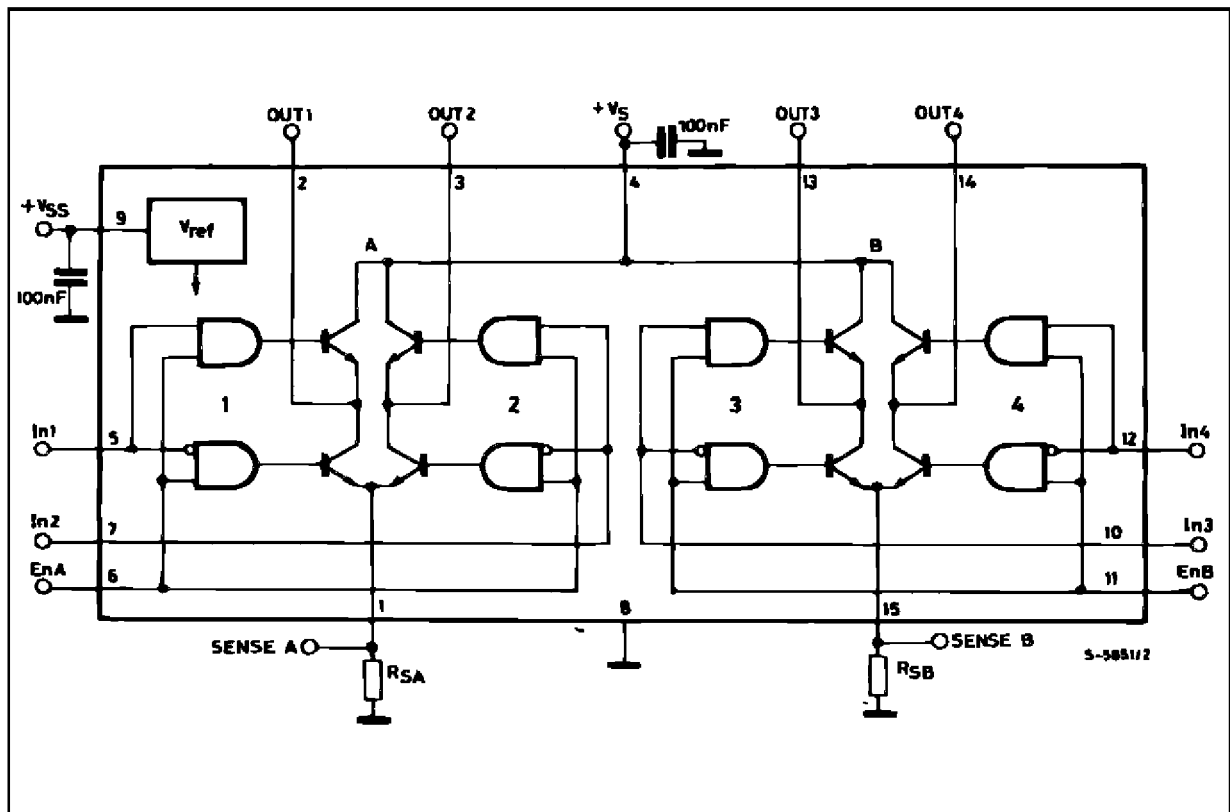 OUT1 OUT2 +VS 100nF OUT3 OUT4
2 3 4 13 14
+VSS 9 Vref
A B
100nF
1 2 3 4
In1 5 12 In4
In2 7 10 In3
EnA 6 11 EnB
1 8 15
SENSE A SENSE B
S-5851/2
RSA RSB